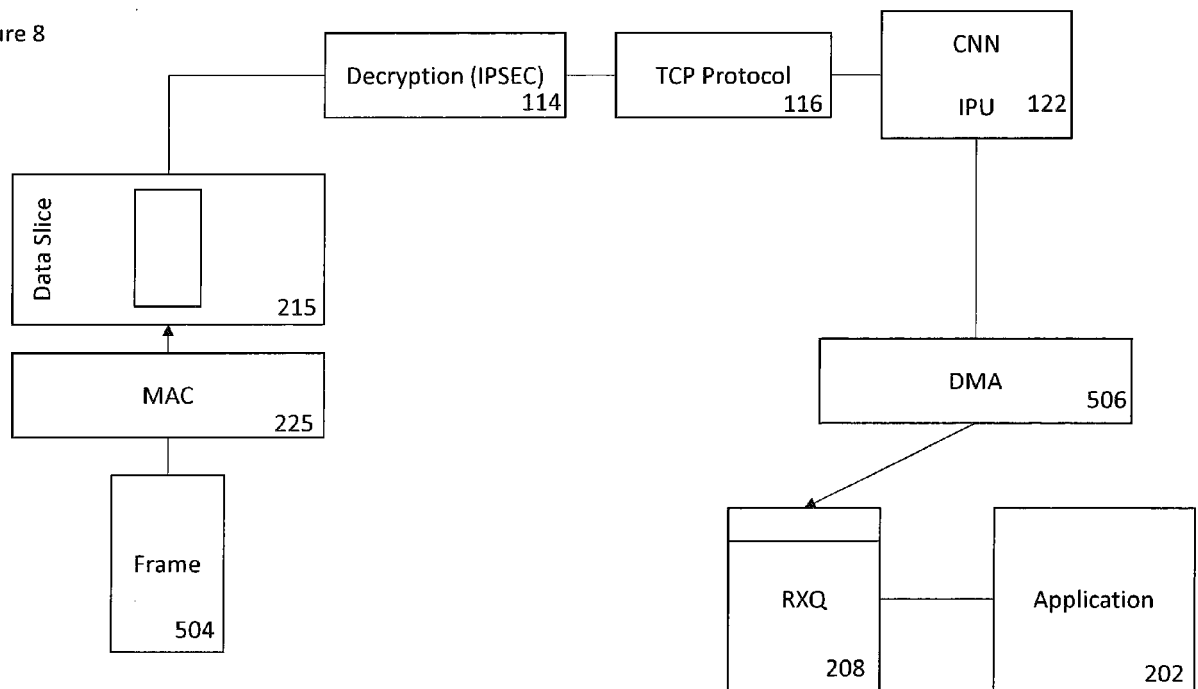 ure 8
Decryption (IPSEC)
114
TCP Protocol
116
CNN
IPU
122
Data Slice
215
MAC
225
Frame
504
DMA
506
RXQ
208
Application
202